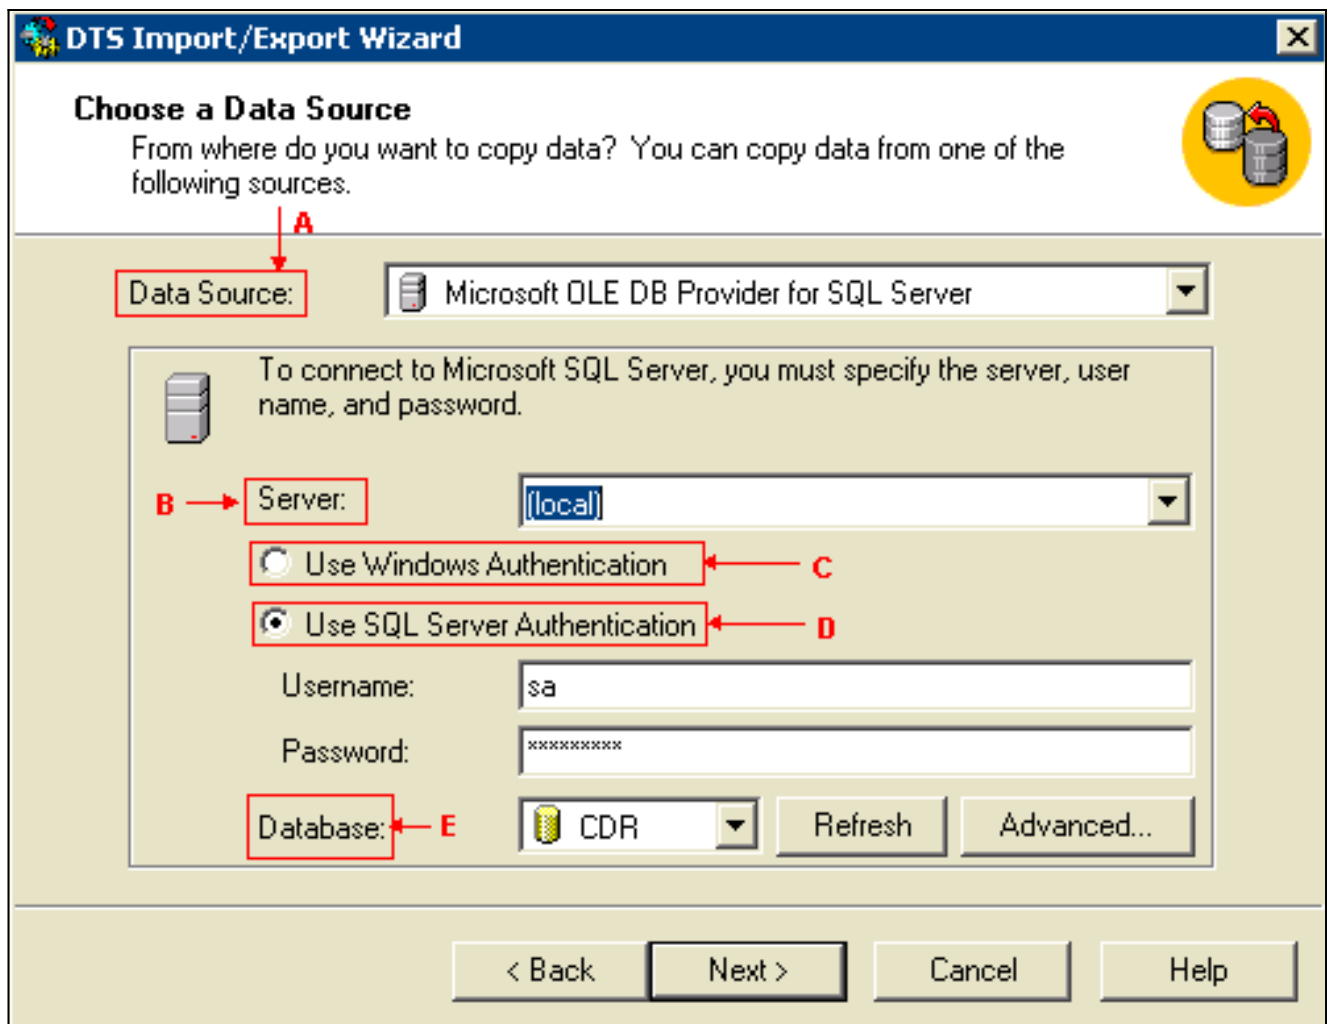 DTS Import/Export Wizard
Choose a Data Source
From where do you want to copy data? You can copy data from one of the
following sources.
A
Data Source:
Microsoft OLE DB Provider for SQL Server
To connect to Microsoft SQL Server, you must specify the server, user
name, and password.
B
Server:
(local)
Use Windows Authentication
C
Use SQL Server Authentication
D
Username:
sa
Password:
*********
Database:
E
CDR
Refresh
Advanced...
< Back
Next >
Cancel
Help